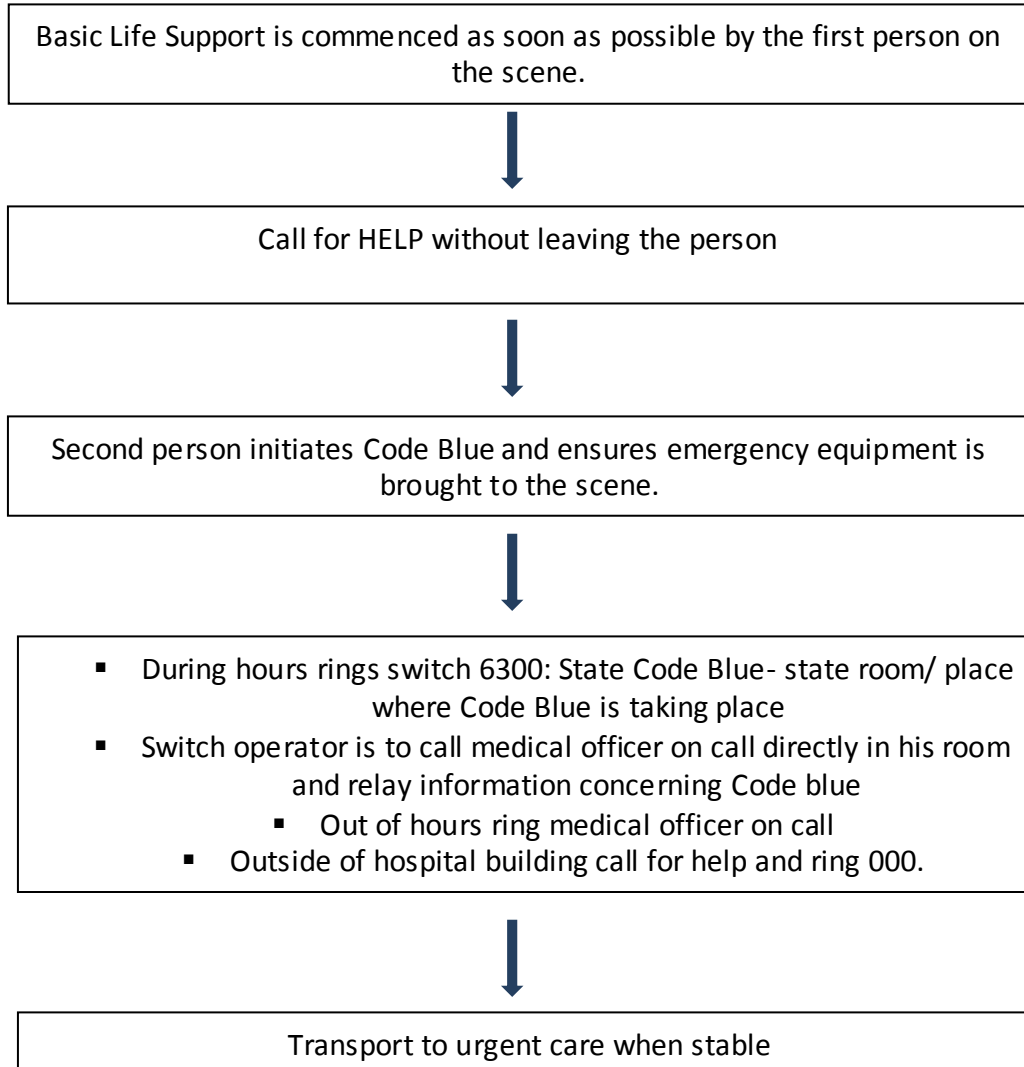 Basic Life Support is commenced as soon as possible by the first person on
the scene.
Call for HELP without leaving the person
Second person initiates Code Blue and ensures emergency equipment is
brought to the scene.
▪ During hours rings switch 6300: State Code Blue- state room/ place
where Code Blue is taking place
▪ Switch operator is to call medical officer on call directly in his room
and relay information concerning Code blue
▪ Out of hours ring medical officer on call
▪ Outside of hospital building call for help and ring 000.
Transport to urgent care when stable